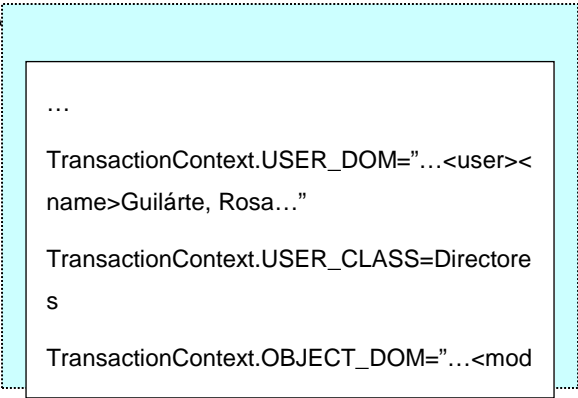 …
TransactionContext.USER_DOM=”…<user><
name>Guilárte, Rosa…”
TransactionContext.USER_CLASS=Directore
s
TransactionContext.OBJECT_DOM=”…<mod